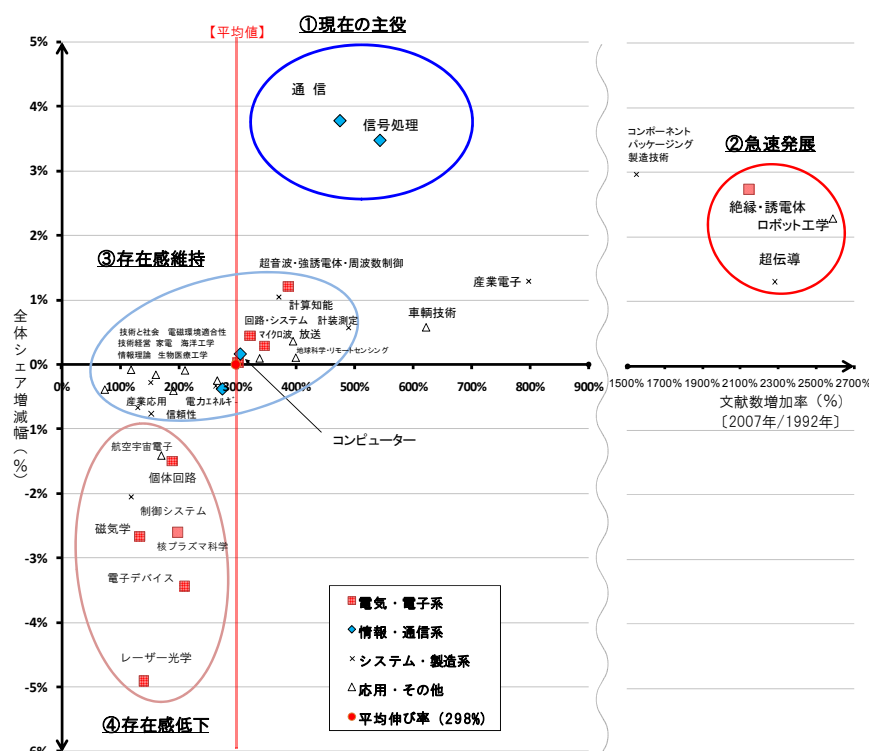 ①現在の主役
【平均値】
5%
4%
3%
2%
1%
0%
-1%
-2%
-3%
-4%
-5%
-6%
全体シェア増減幅(%)
通 信
信号処理
コンポーネント
パッケージング
製造技術
②急速発展
絶縁・誘電体
ロボット工学
超伝導
③存在感維持
超音波・強誘電体・周波数制御
産業電子
計算知能
車輌技術
回路・システム 計装測定
マイクロ波 放送
地球科学・リモートセンシング
技術と社会 電磁環境適合性
技術経営 家電 海洋工学
情報理論 生物医療工学
0% 100% 200% 300% 400% 500% 600% 700% 800% 900% 1500% 1700% 1900% 2100% 2300% 2500% 2700%
文献数増加率(%)
〔2007年/1992年〕
産業応用 電力エネルギー
信頼性
コンピューター
航空宇宙電子
個体回路
制御システム
磁気学
核プラズマ科学
電子デバイス
レーザー光学
④存在感低下
電気・電子系
情報・通信系
システム・製造系
応用・その他
平均伸び率(298%)